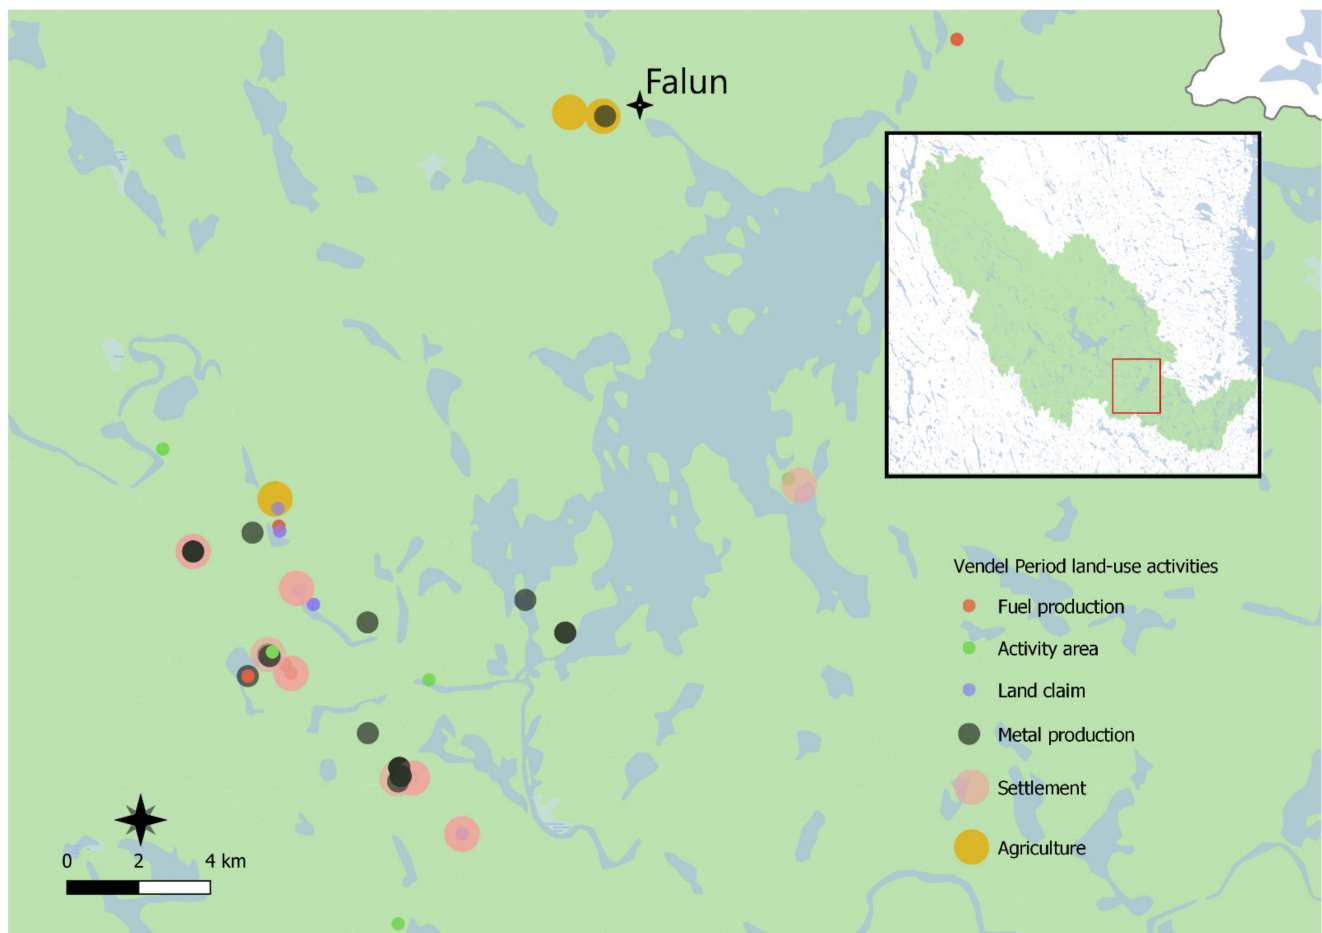 Falun
Vendel Period land-use activities
Fuel production
Activity area
Land claim
Metal production
Settlement
Agriculture
0 2 4 km